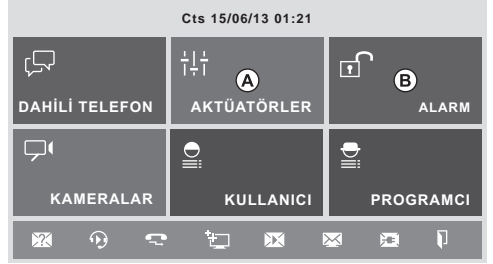 Cts 15/06/13 01:21
A B
DAHİLİ TELEFON AKTÜATÖRLER ALARM
KAMERALAR KULLANICI PROGRAMCI